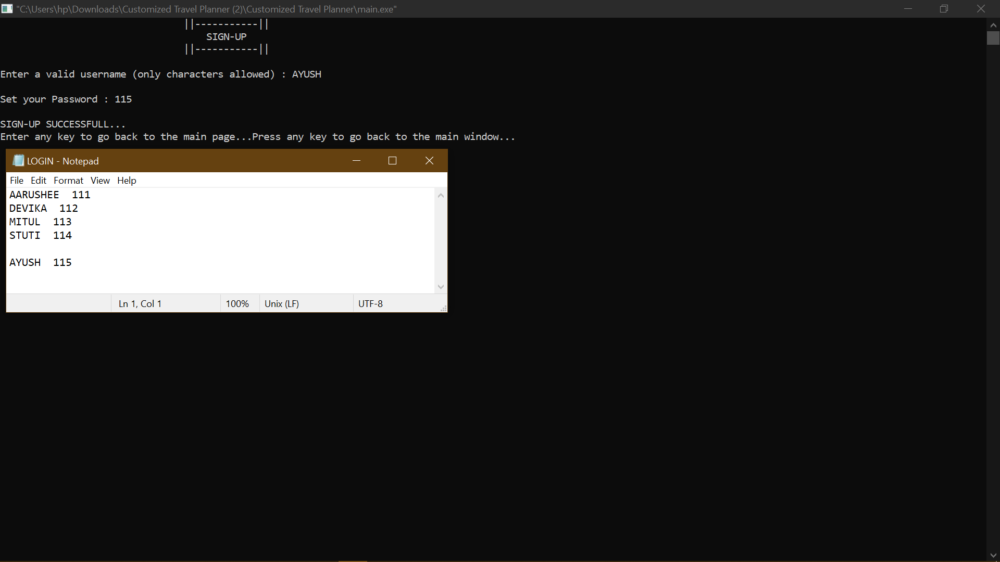 "C:\Users\hp\Downloads\Customized Travel Planner (2)\Customized Travel Planner\main.exe"
||-----------||
SIGN-UP
||-----------||
Enter a valid username (only characters allowed) : AYUSH
Set your Password : 115
SIGN-UP SUCCESSFULL...
Enter any key to go back to the main page...Press any key to go back to the main window...
LOGIN - Notepad
File Edit Format View Help
AARUSHEE  111
DEVIKA  112
MITUL  113
STUTI  114
AYUSH  115
Ln 1, Col 1 100% Unix (LF) UTF-8